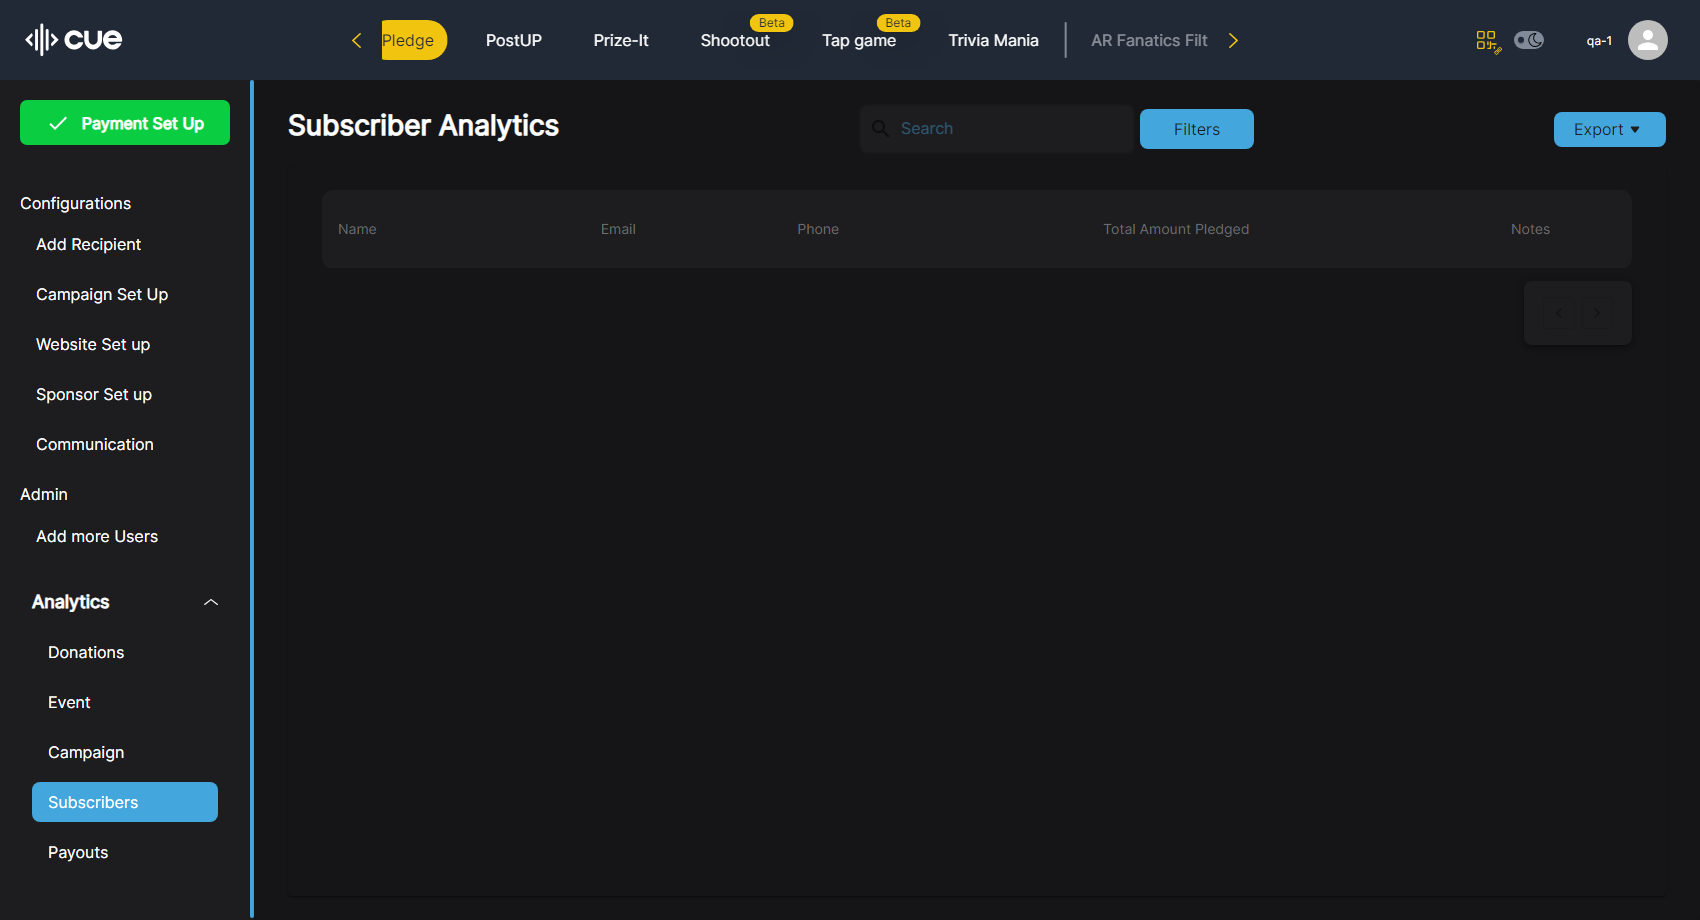 cue
Pledge
PostUP
Prize-It
Shootout
Beta
Tap game
Beta
Trivia Mania
AR Fanatics Filt
qa-1
Payment Set Up
Configurations
Add Recipient
Campaign Set Up
Website Set up
Sponsor Set up
Communication
Admin
Add more Users
Analytics
Donations
Event
Campaign
Subscribers
Payouts
Subscriber Analytics
Search
Filters
Export
Name
Email
Phone
Total Amount Pledged
Notes